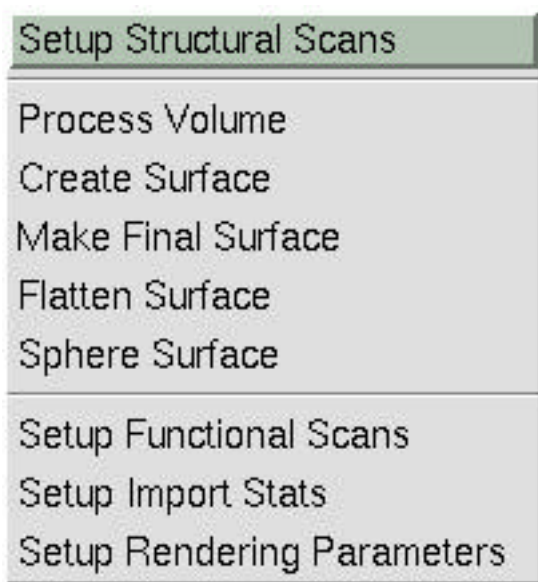 Setup Structural Scans
Process Volume
Create Surface
Make Final Surface
Flatten Surface
Sphere Surface
Setup Functional Scans
Setup Import Stats
Setup Rendering Parameters